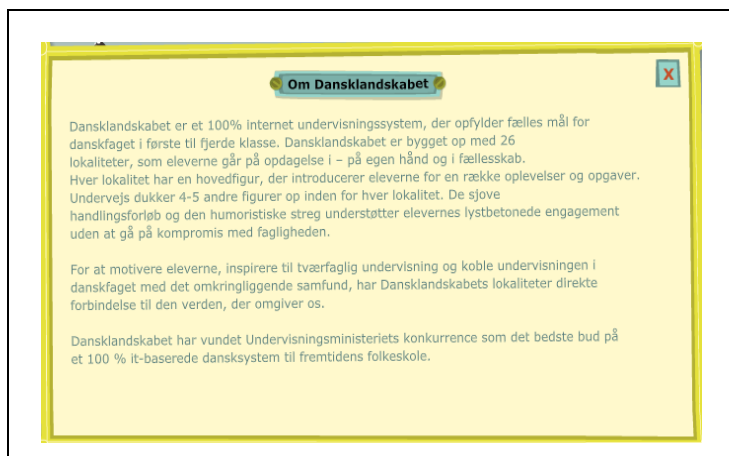 Om Dansklandskabet
X
Dansklandskabet er et 100% internet undervisningssystem, der opfylder fælles mål for
danskfaget i første til fjerde klasse. Dansklandskabet er bygget op med 26
lokaliteter, som eleverne går på opdagelse i – på egen hånd og i fællesskab.
Hver lokalitet har en hovedfigur, der introducerer eleverne for en række oplevelser og opgaver.
Undervejs dukker 4-5 andre figurer op inden for hver lokalitet. De sjove
handlingsforløb og den humoristiske streg understøtter elevernes lystbetonede engagement
uden at gå på kompromis med fagligheden.
For at motivere eleverne, inspirere til tværfaglig undervisning og koble undervisningen i
danskfaget med det omkringliggende samfund, har Dansklandskabets lokaliteter direkte
forbindelse til den verden, der omgiver os.
Dansklandskabet har vundet Undervisningsministeriets konkurrence som det bedste bud på
et 100 % it-baserede dansksystem til fremtidens folkeskole.